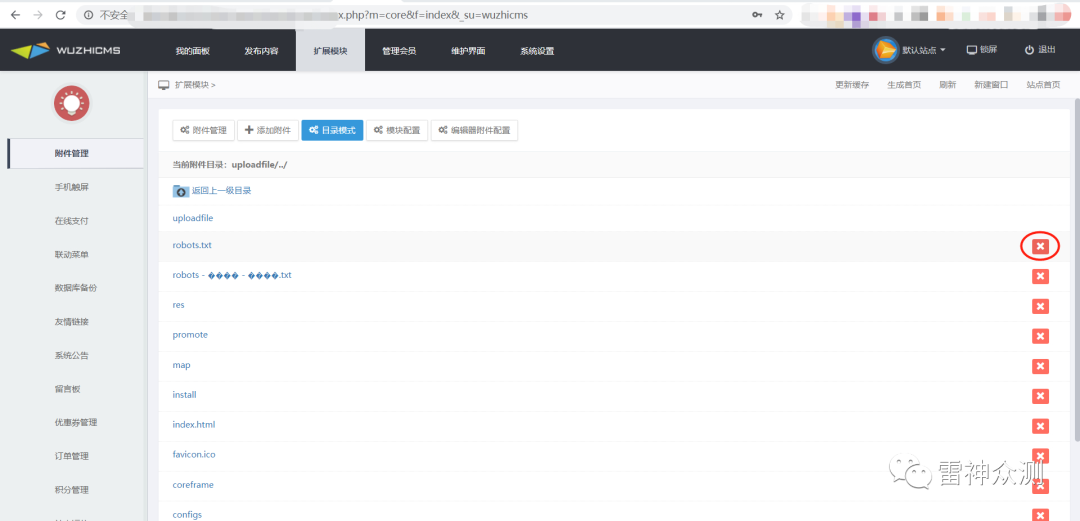 不安全
x.php?m=core&f=index&_su=wuzhicms
WUZHICMS
我的面板
发布内容
扩展模块
管理会员
维护界面
系统设置
默认站点
锁屏
退出
扩展模块 >
更新缓存
生成首页
刷新
新建窗口
站点首页
附件管理
手机触屏
在线支付
联动菜单
数据库备份
友情链接
系统公告
留言板
优惠券管理
订单管理
积分管理
附件管理
添加附件
目录模式
模块配置
编辑器附件配置
当前附件目录：uploadfile/../
返回上一级目录
uploadfile
robots.txt
robots - ���� - ����.txt
res
promote
map
install
index.html
favicon.ico
coreframe
configs
雷神众测